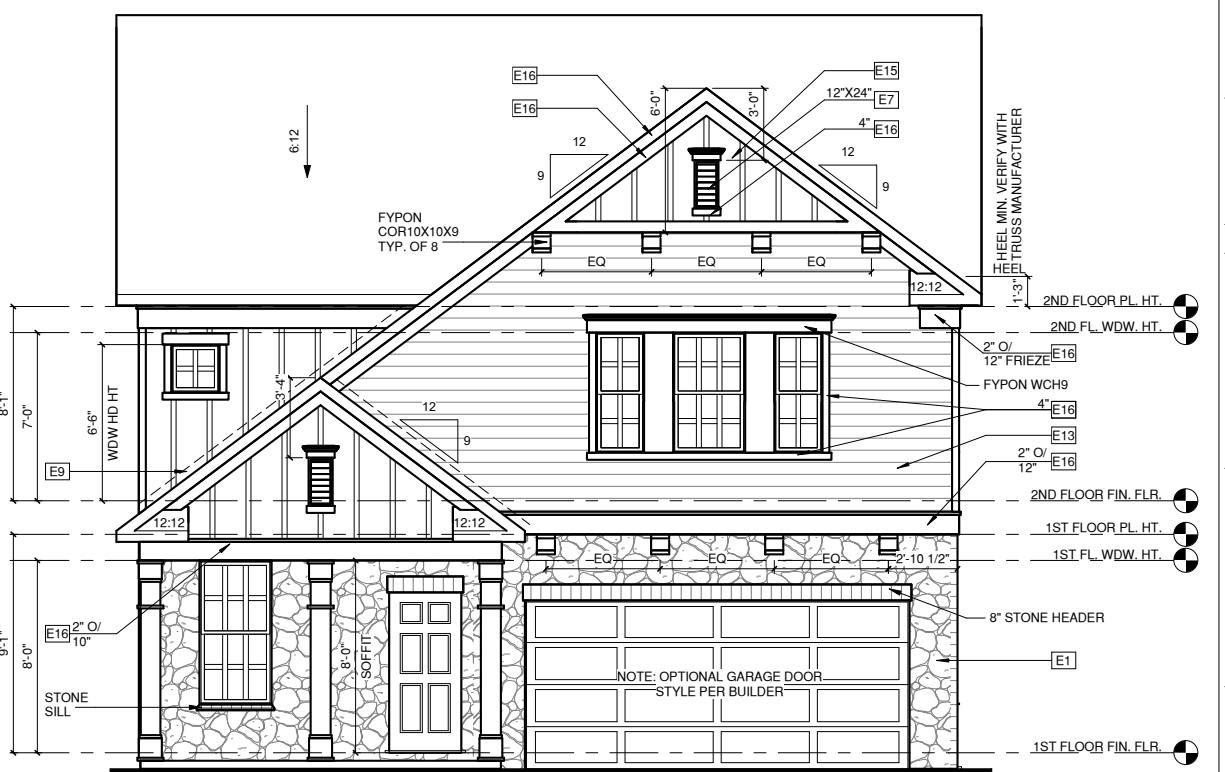 E16
E15
12"X24"
E7
E16
4"
E16
6'-0"
3'-0"
6:12
12
9
12
9
HEEL MIN. VERIFY WITH
TRUSS MANUFACTURER
FYPON
COR10X10X9
TYP. OF 8
EQ
EQ
EQ
HEEL
12:12
1'-3"
2ND FLOOR PL. HT.
2ND FL. WDW. HT.
2" O/
12" FRIEZE
E16
FYPON WCH9
3'-4"
8'-1"
7'-0"
6'-6"
WDW HD HT
12
9
4"
E16
E13
2" O/
12"
E16
E9
2ND FLOOR FIN. FLR.
12:12
12:12
1ST FLOOR PL. HT.
1ST FL. WDW. HT.
EQ
EQ
EQ
2'-10 1/2"
8" STONE HEADER
E16
2" O/
10"
9'-1"
8'-0"
8'-0"
SOFFIT
E1
NOTE: OPTIONAL GARAGE DOOR
STYLE PER BUILDER
STONE
SILL
1ST FLOOR FIN. FLR.